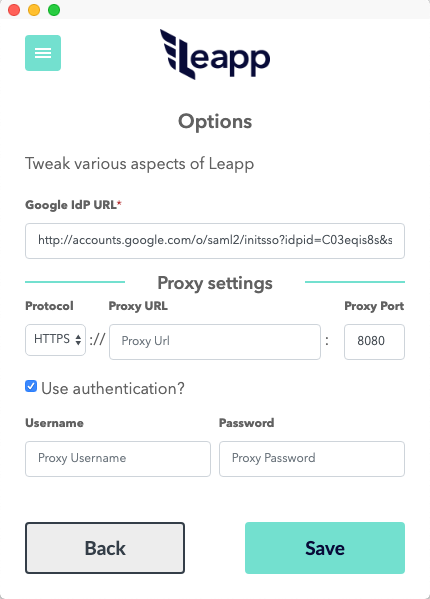 Leapp
Options
Tweak various aspects of Leapp
Google IdP URL*
http://accounts.google.com/o/saml2/initsso?idpid=C03eqis8s&s
Proxy settings
Protocol Proxy URL Proxy Port
HTTPS :// Proxy Url : 8080
Use authentication?
Username Password
Proxy Username Proxy Password
Back Save